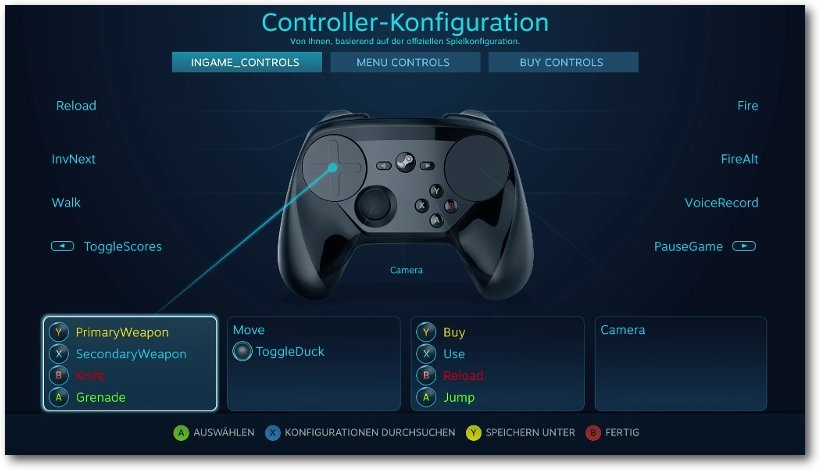 Controller-Konfiguration
Von Ihnen, basierend auf der offiziellen Spielkonfiguration.
INGAME_CONTROLS
MENU CONTROLS
BUY CONTROLS
Reload
Fire
InvNext
FireAlt
Walk
VoiceRecord
ToggleScores
PauseGame
Y
X
B
A
Camera
Y PrimaryWeapon
X SecondaryWeapon
B Knife
A Grenade
Move
ToggleDuck
Y Buy
X Use
B Reload
A Jump
Camera
A AUSWÄHLEN
X KONFIGURATIONEN DURCHSUCHEN
Y SPEICHERN UNTER
B FERTIG